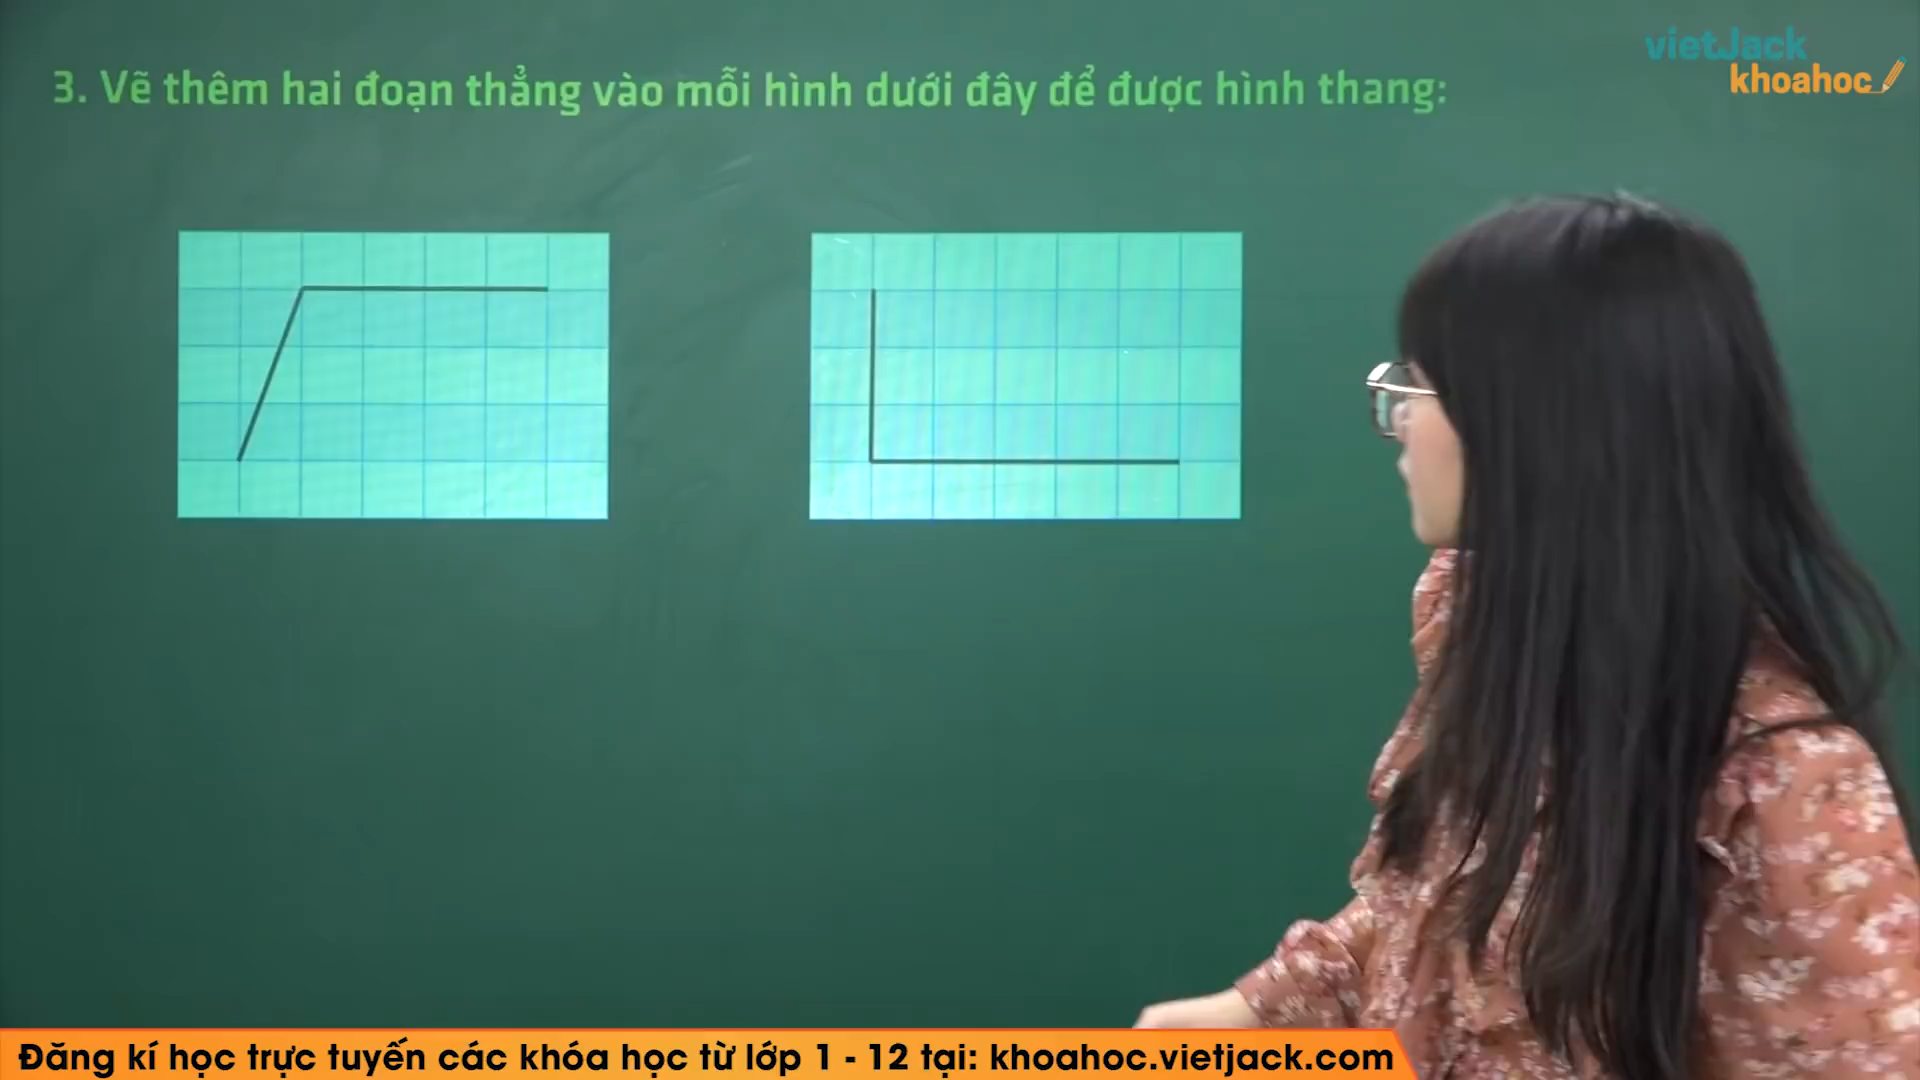 vietJack
khoahoc
3. Vẽ thêm hai đoạn thẳng vào mỗi hình dưới đây để được hình thang:
Đăng kí học trực tuyến các khóa học từ lớp 1 - 12 tại: khoahoc.vietjack.com